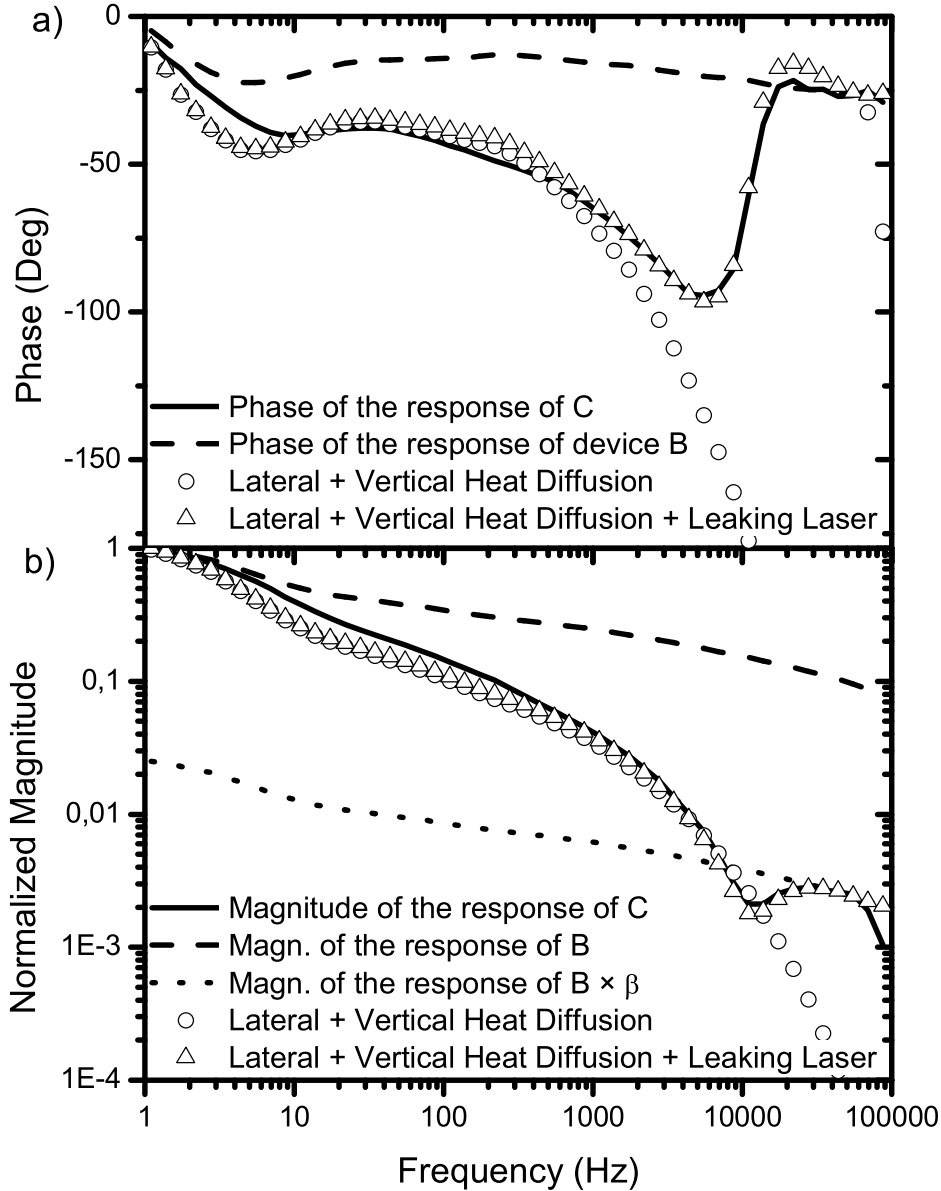 a)
0
-50
-100
-150
Phase (Deg)
Phase of the response of C
Phase of the response of device B
Lateral + Vertical Heat Diffusion
Lateral + Vertical Heat Diffusion + Leaking Laser
b)
1
0,1
0,01
1E-3
1E-4
Normalized Magnitude
Magnitude of the response of C
Magn. of the response of B
Magn. of the response of B × β
Lateral + Vertical Heat Diffusion
Lateral + Vertical Heat Diffusion + Leaking Laser
1 10 100 1000 10000 100000
Frequency (Hz)